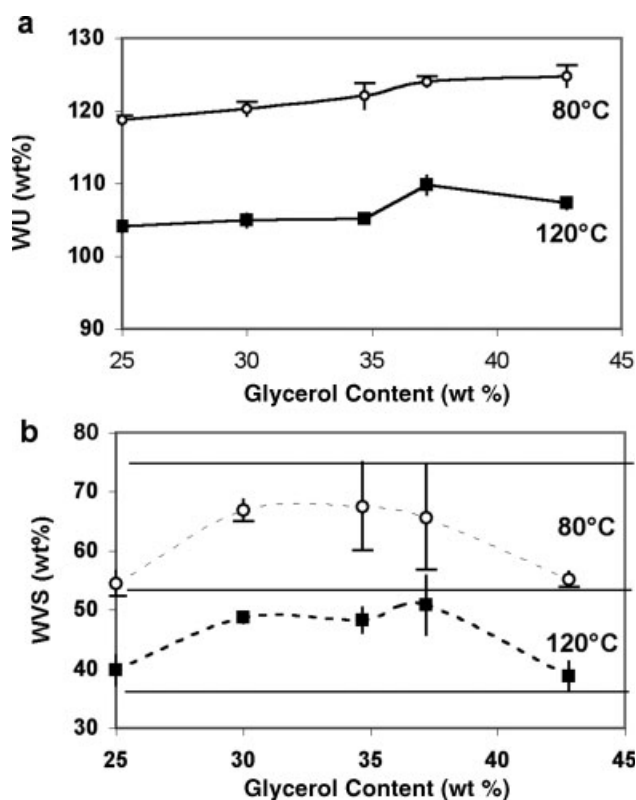 a
130
120
110
100
90
WU (wt%)
80°C
120°C
25 30 35 40 45
Glycerol Content (wt %)
b
80
70
60
50
40
30
WVS (wt%)
80°C
120°C
25 30 35 40 45
Glycerol Content (wt %)